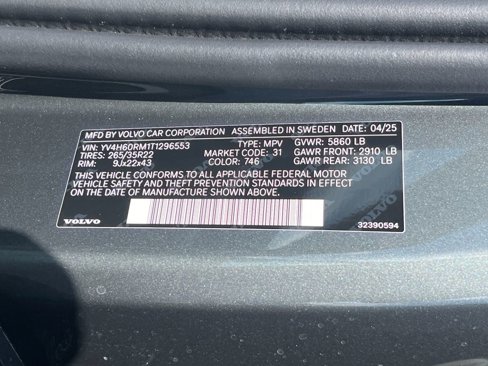 MFD. BY VOLVO CAR CORPORATION ASSEMBLED IN SWEDEN DATE: 04/25
VIN: YV4H60RM1T1296553 TYPE: MPV GVWR: 5860 LB
TIRES: 265/35R22 MARKET CODE: 31 GAWR FRONT: 2910 LB
RIM: 9Jx22x43 COLOR: 746 GAWR REAR: 3130 LB
THIS VEHICLE CONFORMS TO ALL APPLICABLE FEDERAL MOTOR
VEHICLE SAFETY, BUMPER, AND THEFT PREVENTION STANDARDS IN EFFECT
ON THE DATE OF MANUFACTURE SHOWN ABOVE.
VOLVO 32390594